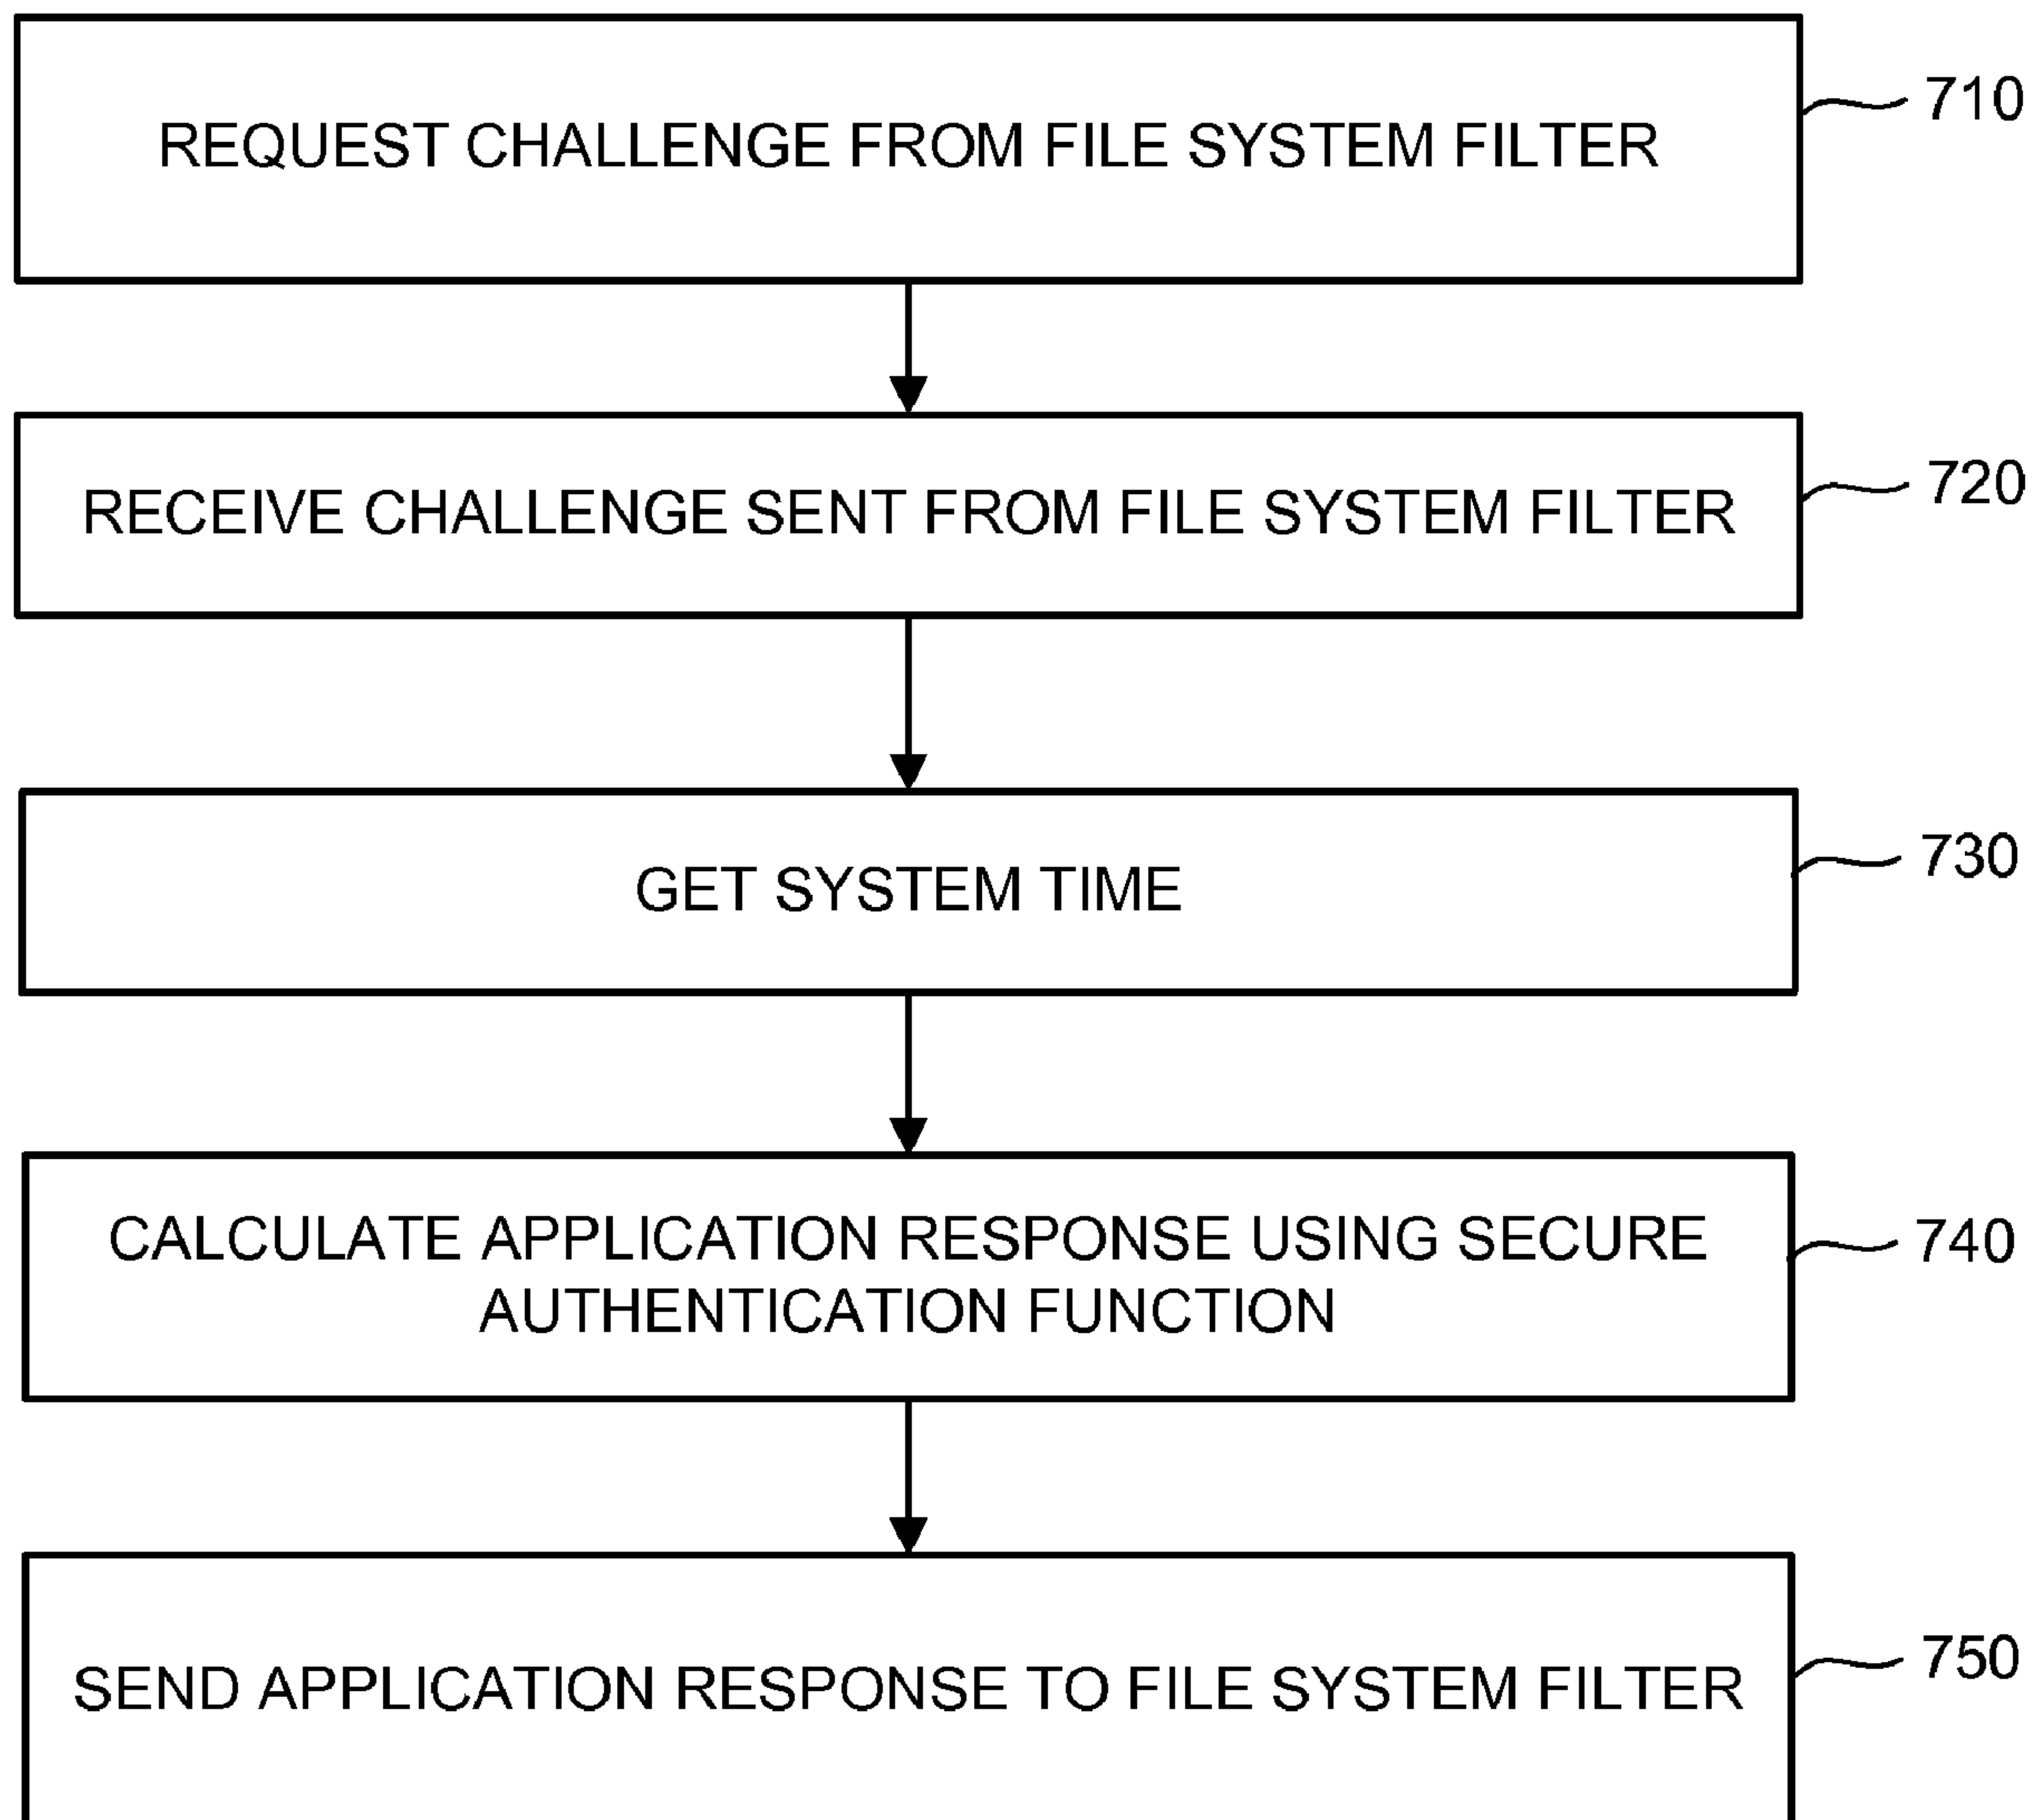 REQUEST CHALLENGE FROM FILE SYSTEM FILTER
710
RECEIVE CHALLENGE SENT FROM FILE SYSTEM FILTER
720
GET SYSTEM TIME
730
CALCULATE APPLICATION RESPONSE USING SECURE
AUTHENTICATION FUNCTION
740
SEND APPLICATION RESPONSE TO FILE SYSTEM FILTER
750